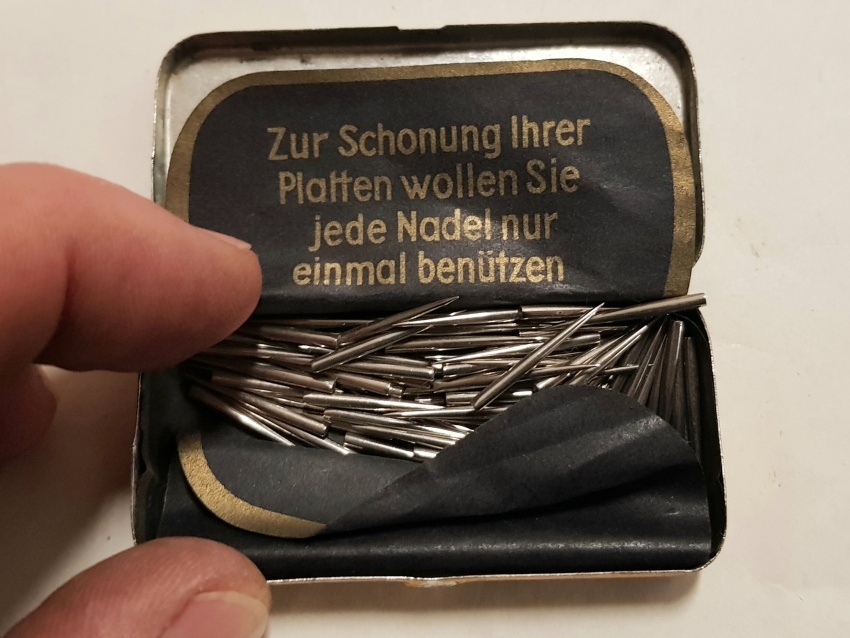 Zur Schonung Ihrer
Platten wollen Sie
jede Nadel nur
einmal benützen